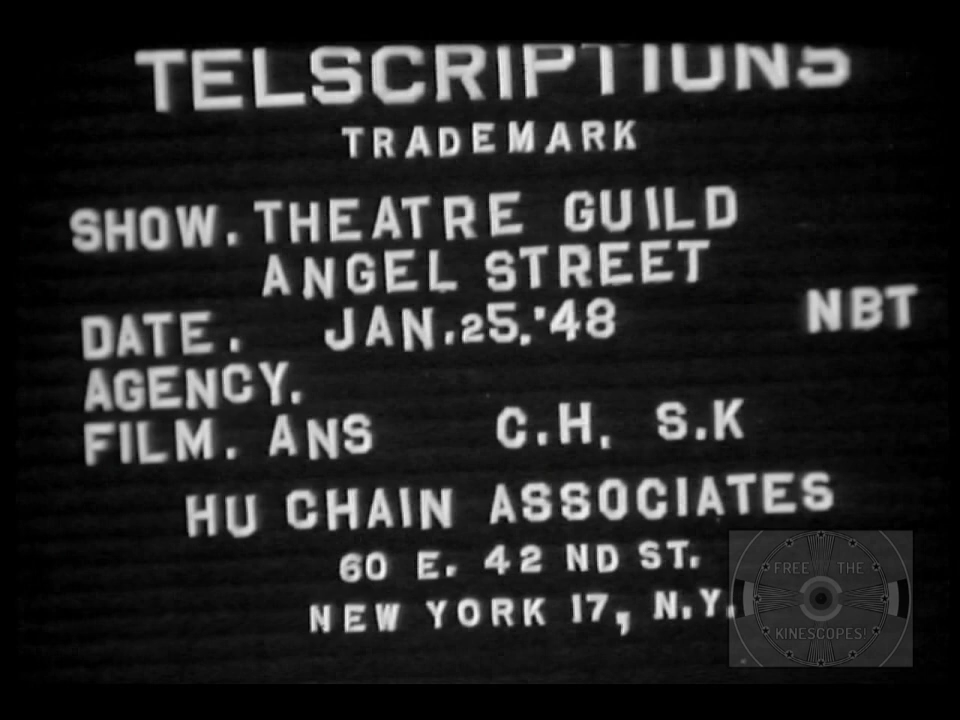 TELSCRIPTIONS
TRADEMARK
SHOW. THEATRE GUILD
ANGEL STREET
DATE. JAN.25.'48 NBT
AGENCY.
FILM. ANS C.H. S.K
HU CHAIN ASSOCIATES
60 E. 42 ND ST.
NEW YORK 17, N.Y.
FREE THE
KINESCOPES!